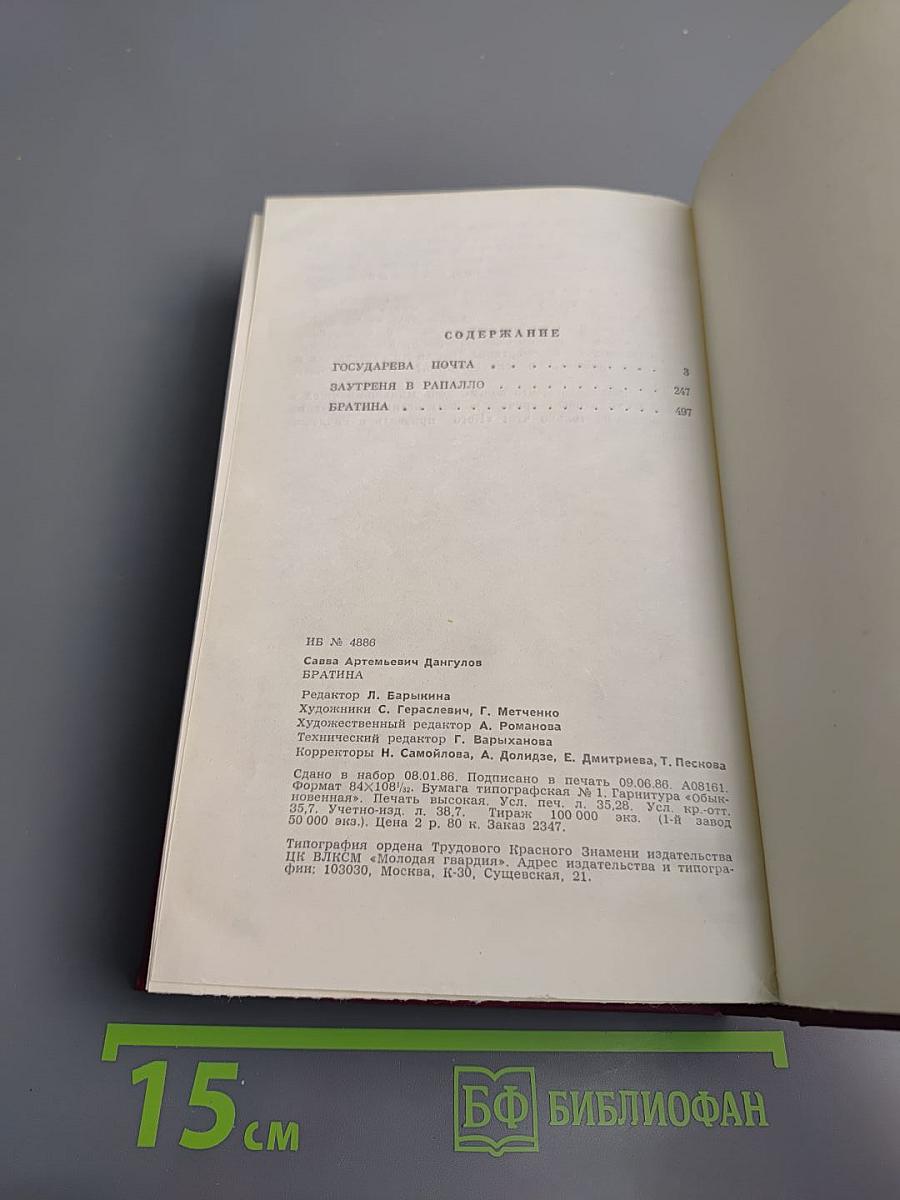 СОДЕРЖАНИЕ
ГОСУДАРЕВА ПОЧТА . . . . . . . . . . 3
ЗАУТРЕНЯ В РАПАЛЛО . . . . . . . . . . 247
БРАТИНА . . . . . . . . . . . . . . . . 497
ИБ № 4886
Савва Артемьевич Дангулов
БРАТИНА
Редактор Л. Барыкина
Художники С. Гераслевич, Г. Метченко
Художественный редактор А. Романова
Технический редактор Г. Варыханова
Корректоры Н. Самойлова, А. Долидзе, Е. Дмитриева, Т. Пескова
Сдано в набор 08.01.86. Подписано в печать 09.06.86. А08161.
Формат 84×108¹/₃₂. Бумага типографская № 1. Гарнитура «Обык-
новенная». Печать высокая. Усл. печ. л. 35,28. Усл. кр.-отт.
35,7. Учетно-изд. л. 38,7. Тираж 100 000 экз. (1-й завод
50 000 экз.). Цена 2 р. 80 к. Заказ 2347.
Типография ордена Трудового Красного Знамени издательства
ЦК ВЛКСМ «Молодая гвардия». Адрес издательства и типогра-
фии: 103030, Москва, К-30, Сущевская, 21.
15 см
БФ БИБЛИОФАН